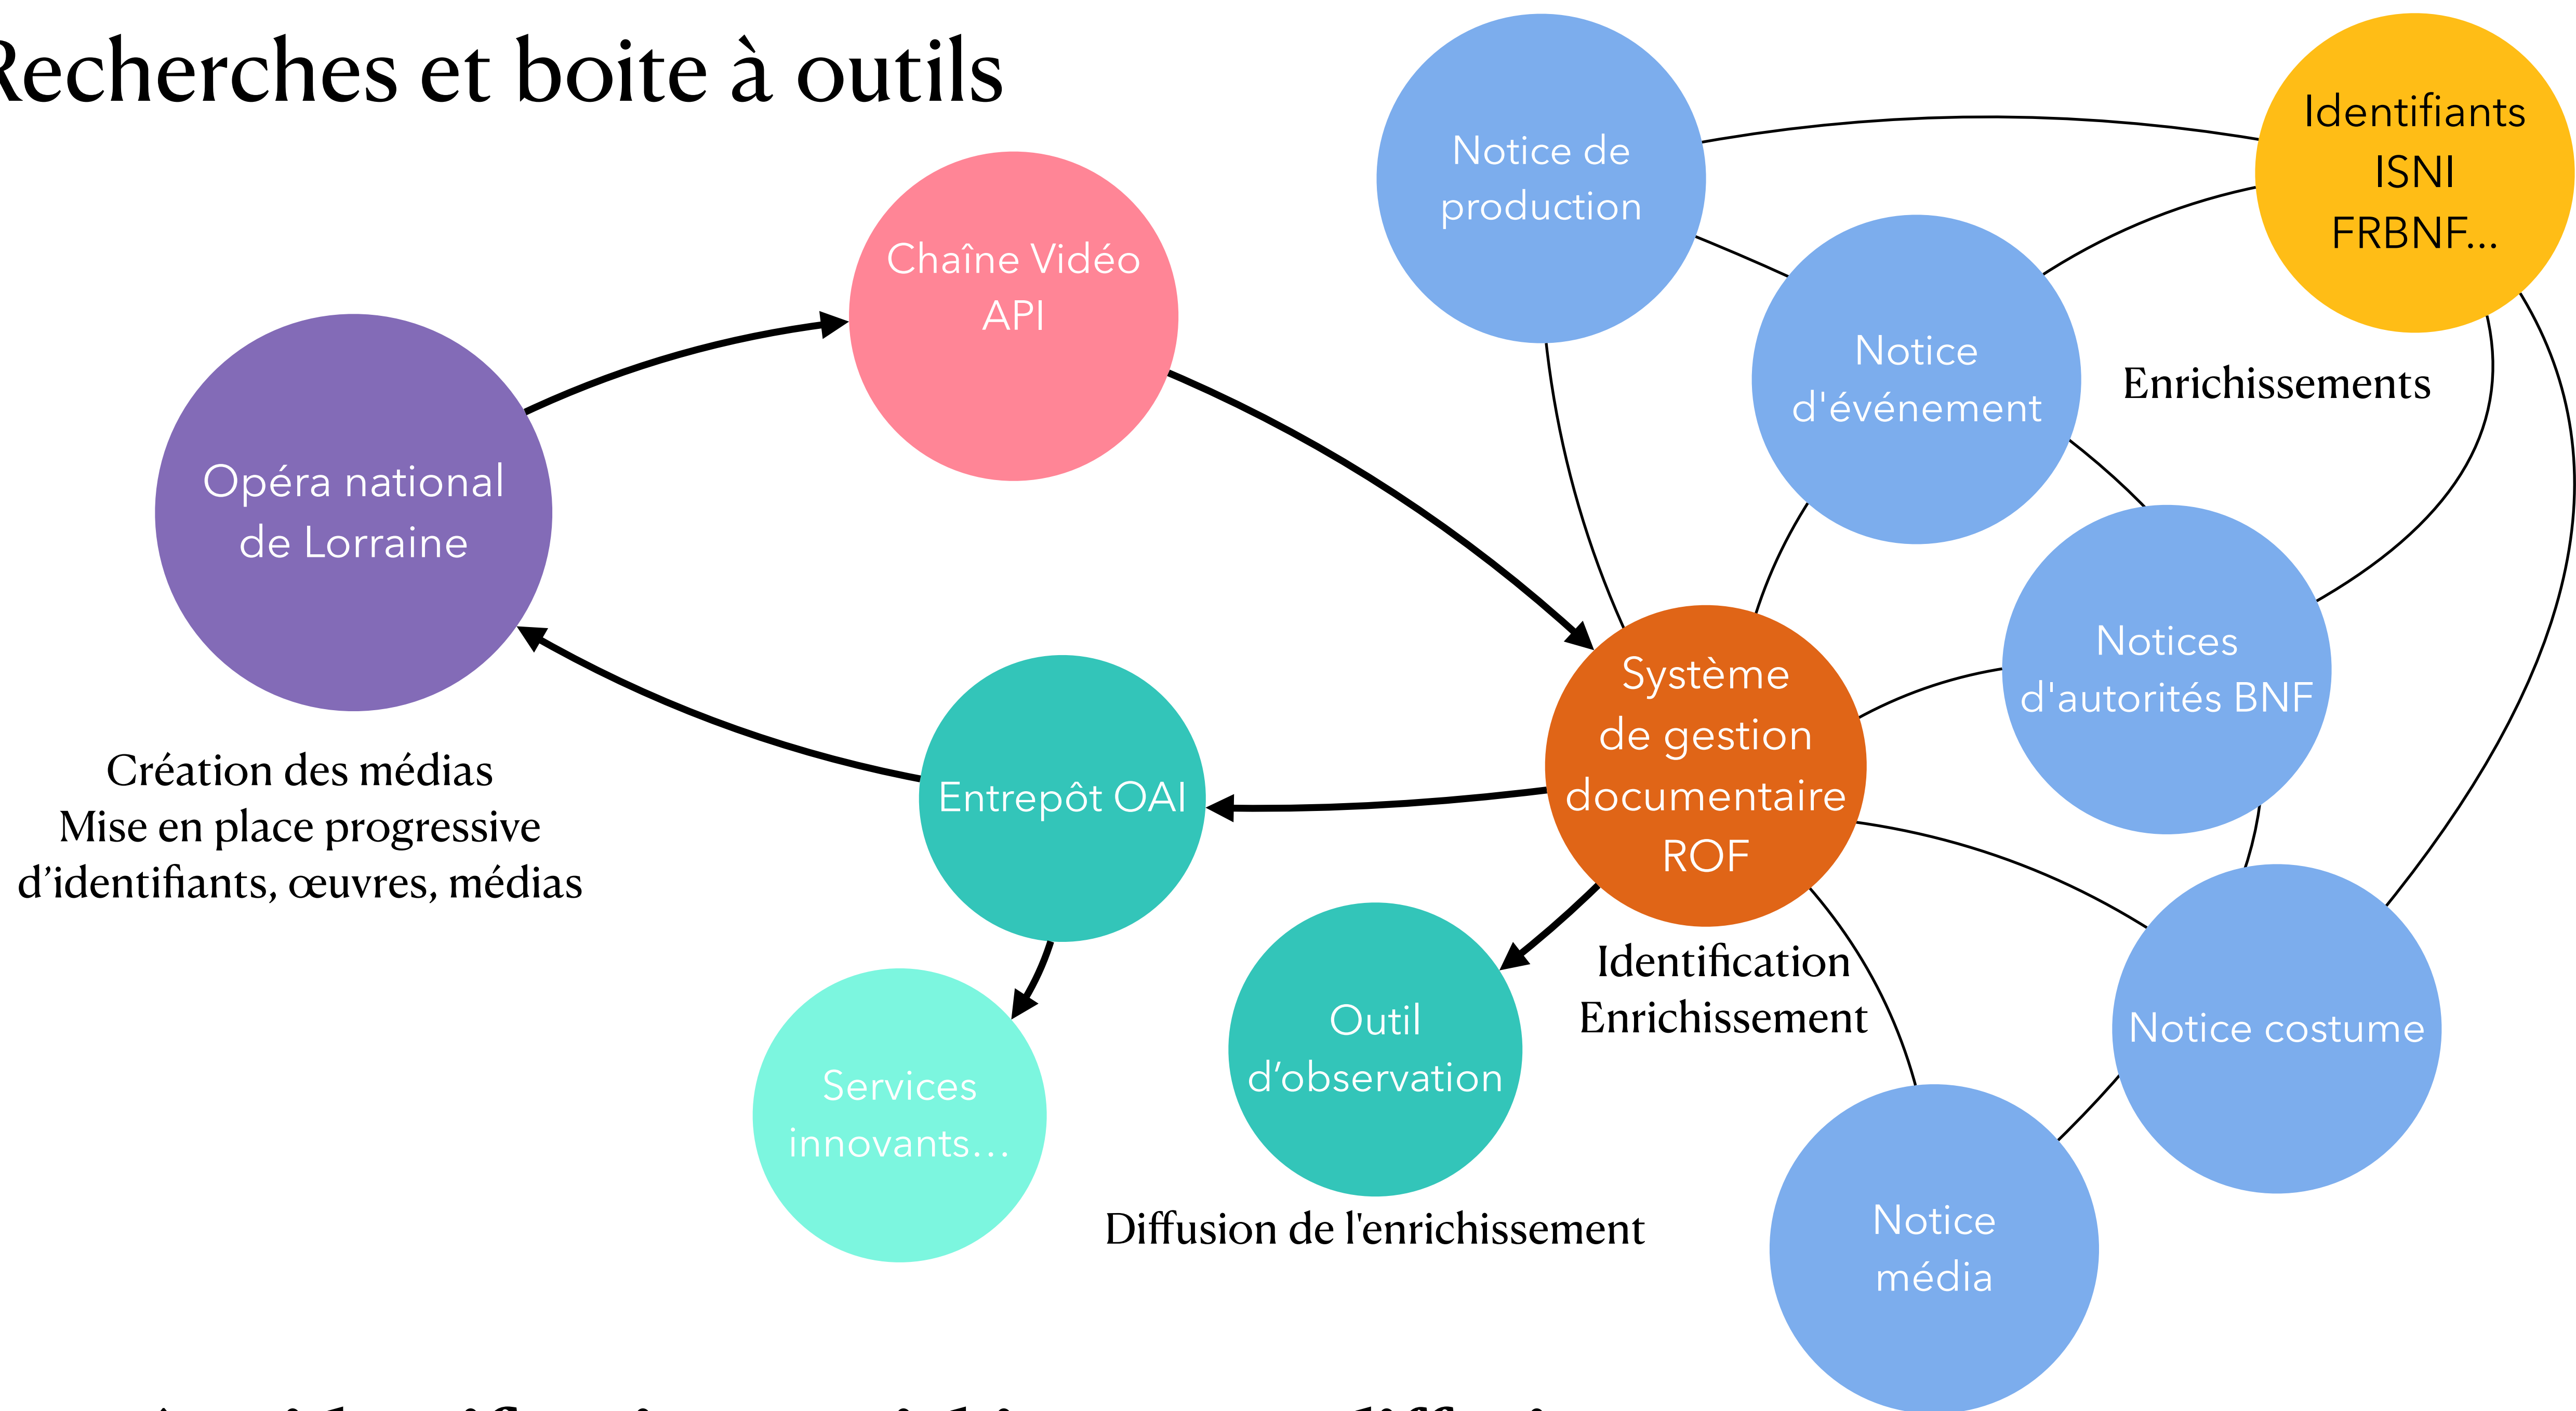 Recherches et boite à outils
Chaîne Vidéo
API
Opéra national
de Lorraine
Création des médias
Mise en place progressive
d’identifiants, œuvres, médias
Entrepôt OAI
Services
innovants…
Outil
d’observation
Diffusion de l'enrichissement
Système
de gestion
documentaire
ROF
Identification
Enrichissement
Notice de
production
Notice
d'événement
Identifiants
ISNI
FRBNF...
Enrichissements
Notices
d'autorités BNF
Notice costume
Notice
média